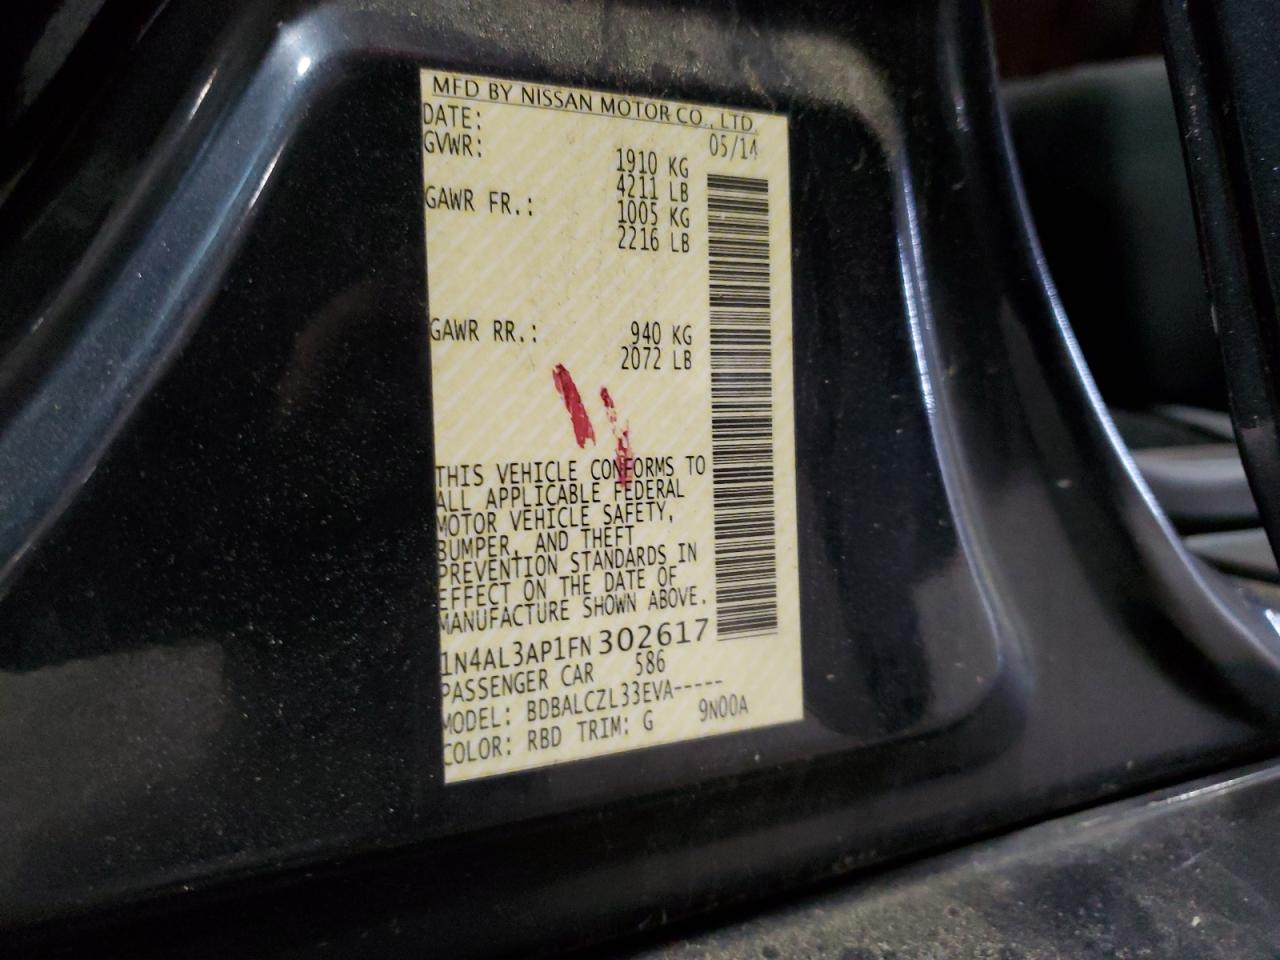 MFD BY NISSAN MOTOR CO., LTD.
DATE: 05/14
GVWR: 1910 KG
4211 LB
GAWR FR.: 1005 KG
2216 LB
GAWR RR.: 940 KG
2072 LB
THIS VEHICLE CONFORMS TO
ALL APPLICABLE FEDERAL
MOTOR VEHICLE SAFETY,
BUMPER, AND THEFT
PREVENTION STANDARDS IN
EFFECT ON THE DATE OF
MANUFACTURE SHOWN ABOVE.
1N4AL3AP1FN302617
PASSENGER CAR 586
MODEL: BDBALCZL33EVA-----
COLOR: RBD TRIM: G 9N00A